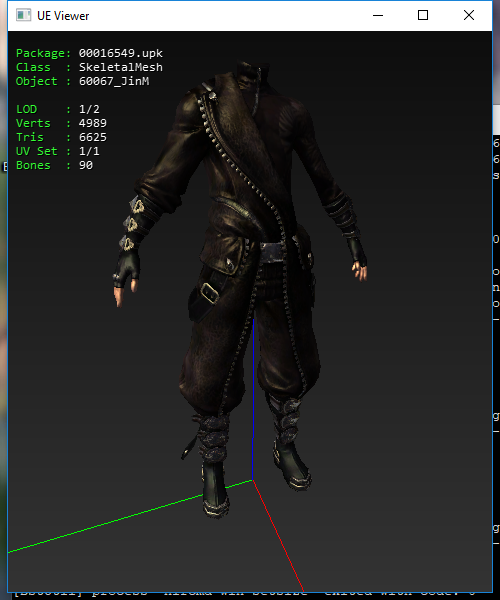 UE Viewer
Package: 00016549.upk
Class  : SkeletalMesh
Object : 60067_JinM
LOD    : 1/2
Verts  : 4989
Tris   : 6625
UV Set : 1/1
Bones  : 90